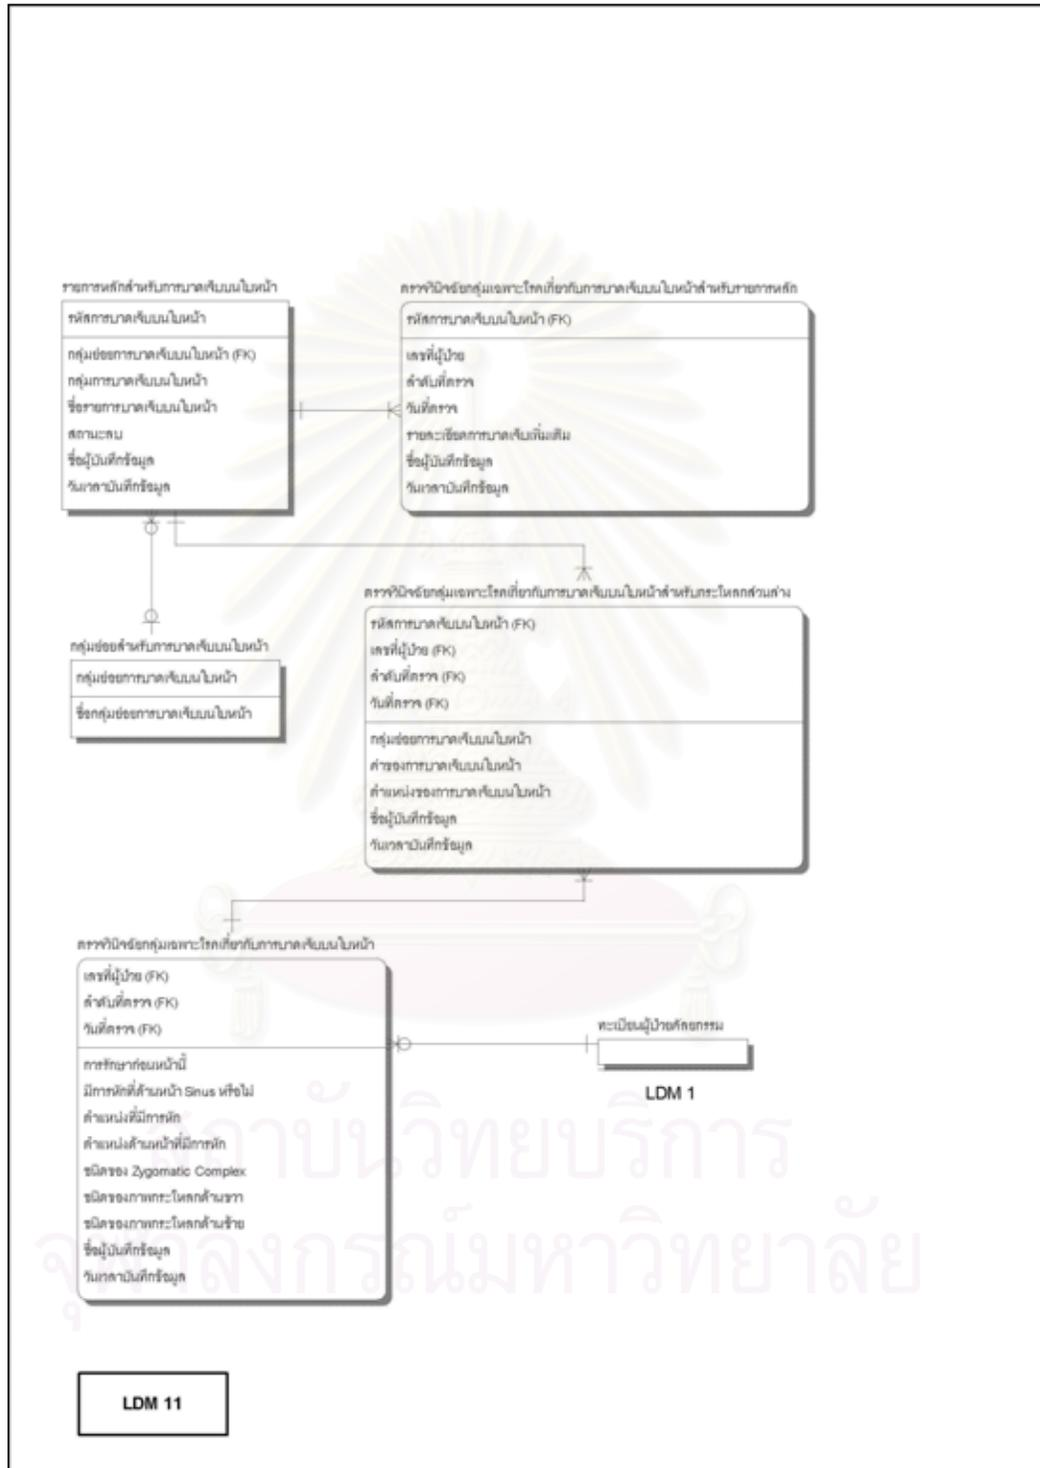 รายการหลักสำหรับการบาดเจ็บบนใบหน้า
รหัสการบาดเจ็บบนใบหน้า
กลุ่มย่อยการบาดเจ็บบนใบหน้า (FK)
กลุ่มการบาดเจ็บบนใบหน้า
ชื่อรายการบาดเจ็บบนใบหน้า
สถานะลบ
ชื่อผู้บันทึกข้อมูล
วันเวลาบันทึกข้อมูล
ตรวจวินิจฉัยกลุ่มเฉพาะโรคเกี่ยวกับการบาดเจ็บบนใบหน้าสำหรับรายการหลัก
รหัสการบาดเจ็บบนใบหน้า (FK)
เลขที่ผู้ป่วย
ลำดับที่ตรวจ
วันที่ตรวจ
รายละเอียดการบาดเจ็บเพิ่มเติม
ชื่อผู้บันทึกข้อมูล
วันเวลาบันทึกข้อมูล
กลุ่มย่อยสำหรับการบาดเจ็บบนใบหน้า
กลุ่มย่อยการบาดเจ็บบนใบหน้า
ชื่อกลุ่มย่อยการบาดเจ็บบนใบหน้า
ตรวจวินิจฉัยกลุ่มเฉพาะโรคเกี่ยวกับการบาดเจ็บบนใบหน้าสำหรับกระโหลกส่วนล่าง
รหัสการบาดเจ็บบนใบหน้า (FK)
เลขที่ผู้ป่วย (FK)
ลำดับที่ตรวจ (FK)
วันที่ตรวจ (FK)
กลุ่มย่อยการบาดเจ็บบนใบหน้า
ค่าของการบาดเจ็บบนใบหน้า
ตำแหน่งของการบาดเจ็บบนใบหน้า
ชื่อผู้บันทึกข้อมูล
วันเวลาบันทึกข้อมูล
ตรวจวินิจฉัยกลุ่มเฉพาะโรคเกี่ยวกับการบาดเจ็บบนใบหน้า
เลขที่ผู้ป่วย (FK)
ลำดับที่ตรวจ (FK)
วันที่ตรวจ (FK)
การรักษาก่อนหน้านี้
มีการหักที่ด้านหน้า Sinus หรือไม่
ตำแหน่งที่มีการหัก
ตำแหน่งด้านหน้าที่มีการหัก
ชนิดของ Zygomatic Complex
ชนิดของภาพกระโหลกด้านขวา
ชนิดของภาพกระโหลกด้านซ้าย
ชื่อผู้บันทึกข้อมูล
วันเวลาบันทึกข้อมูล
ทะเบียนผู้ป่วยศัลยกรรม
LDM 1
สถาบันวิทยบริการ
จุฬาลงกรณ์มหาวิทยาลัย
LDM 11